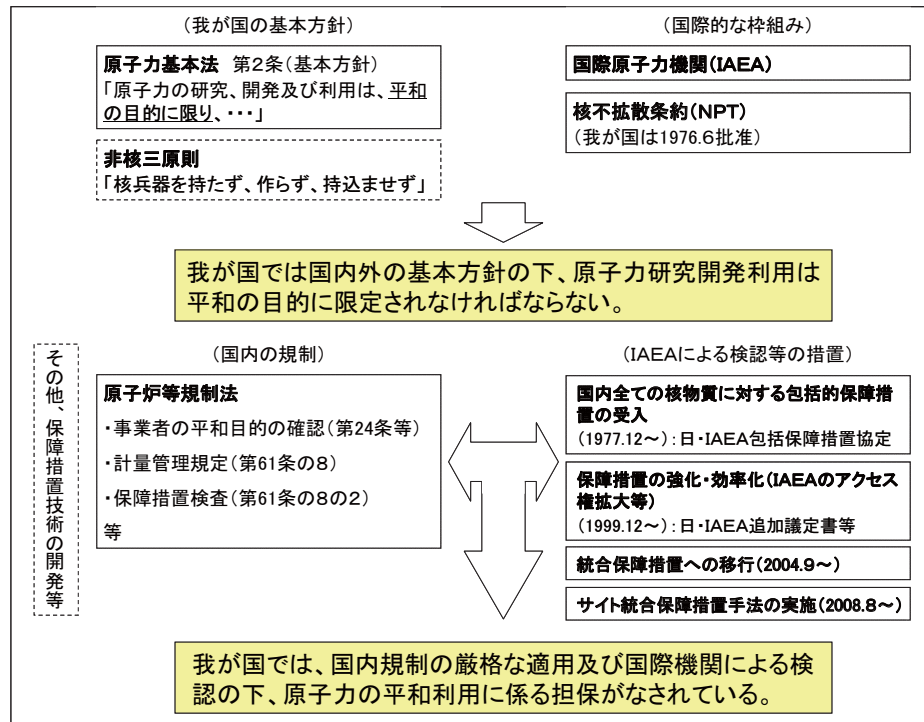 (我が国の基本方針)
原子力基本法 第2条(基本方針)
「原子力の研究、開発及び利用は、平和
の目的に限り、・・・」
非核三原則
「核兵器を持たず、作らず、持込ませず」
(国際的な枠組み)
国際原子力機関(IAEA)
核不拡散条約(NPT)
(我が国は1976.6批准)
我が国では国内外の基本方針の下、原子力研究開発利用は
平和の目的に限定されなければならない。
その他、保障措置技術の開発等
(国内の規制)
原子炉等規制法
・事業者の平和目的の確認(第24条等)
・計量管理規定(第61条の8)
・保障措置検査(第61条の8の2)
等
(IAEAによる検認等の措置)
国内全ての核物質に対する包括的保障措
置の受入
(1977.12~):日・IAEA包括保障措置協定
保障措置の強化・効率化(IAEAのアクセス
権拡大等)
(1999.12~):日・IAEA追加議定書等
統合保障措置への移行(2004.9~)
サイト統合保障措置手法の実施(2008.8~)
我が国では、国内規制の厳格な適用及び国際機関による検
認の下、原子力の平和利用に係る担保がなされている。